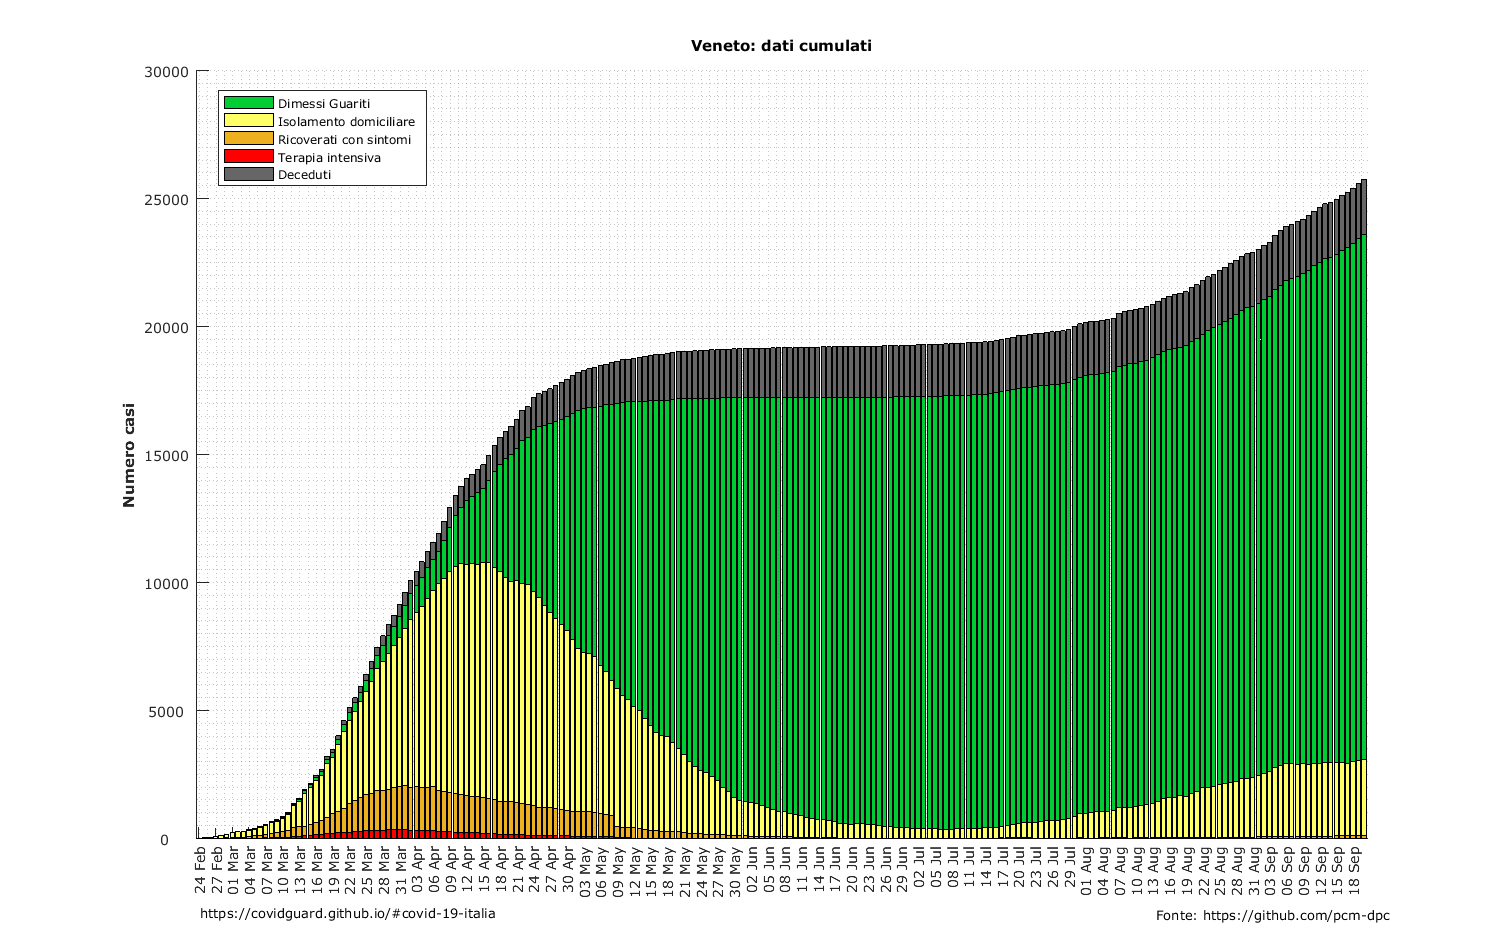 Veneto: dati cumulati
30000
25000
20000
15000
10000
5000
0
Numero casi
Dimessi Guariti
Isolamento domiciliare
Ricoverati con sintomi
Terapia intensiva
Deceduti
24 Feb
27 Feb
01 Mar
04 Mar
07 Mar
10 Mar
13 Mar
16 Mar
19 Mar
22 Mar
25 Mar
28 Mar
31 Mar
03 Apr
06 Apr
09 Apr
12 Apr
15 Apr
18 Apr
21 Apr
24 Apr
27 Apr
30 Apr
03 May
06 May
09 May
12 May
15 May
18 May
21 May
24 May
27 May
30 May
02 Jun
05 Jun
08 Jun
11 Jun
14 Jun
17 Jun
20 Jun
23 Jun
26 Jun
29 Jun
02 Jul
05 Jul
08 Jul
11 Jul
14 Jul
17 Jul
20 Jul
23 Jul
26 Jul
29 Jul
01 Aug
04 Aug
07 Aug
10 Aug
13 Aug
16 Aug
19 Aug
22 Aug
25 Aug
28 Aug
31 Aug
03 Sep
06 Sep
09 Sep
12 Sep
15 Sep
18 Sep
https://covidguard.github.io/#covid-19-italia
Fonte: https://github.com/pcm-dpc